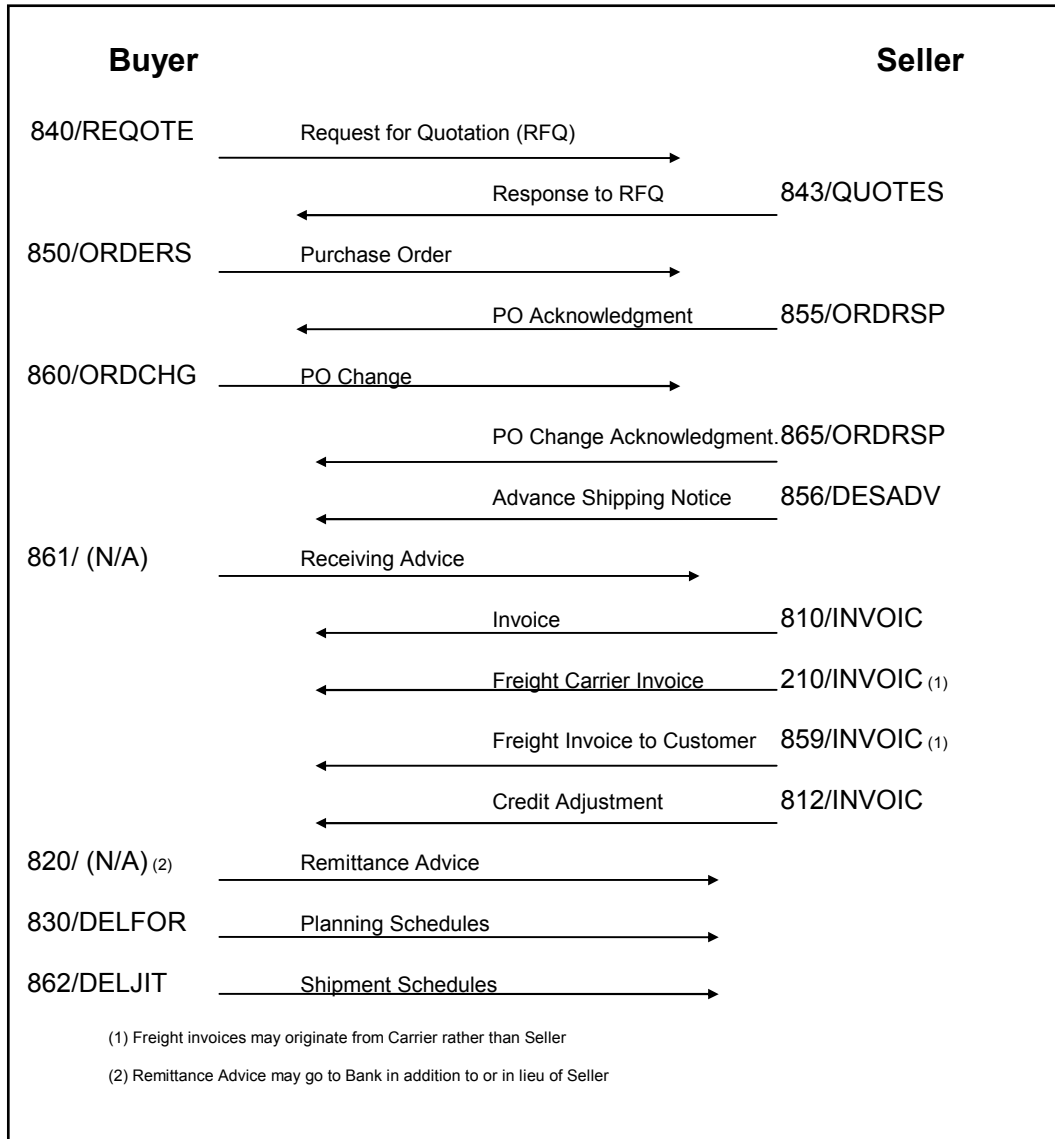 Buyer Seller
840/REQOTE Request for Quotation (RFQ)
Response to RFQ 843/QUOTES
850/ORDERS Purchase Order
PO Acknowledgment 855/ORDRSP
860/ORDCHG PO Change
PO Change Acknowledgment. 865/ORDRSP
Advance Shipping Notice 856/DESADV
861/ (N/A) Receiving Advice
Invoice 810/INVOIC
Freight Carrier Invoice 210/INVOIC (1)
Freight Invoice to Customer 859/INVOIC (1)
Credit Adjustment 812/INVOIC
820/ (N/A) (2) Remittance Advice
830/DELFOR Planning Schedules
862/DELJIT Shipment Schedules
(1) Freight invoices may originate from Carrier rather than Seller
(2) Remittance Advice may go to Bank in addition to or in lieu of Seller